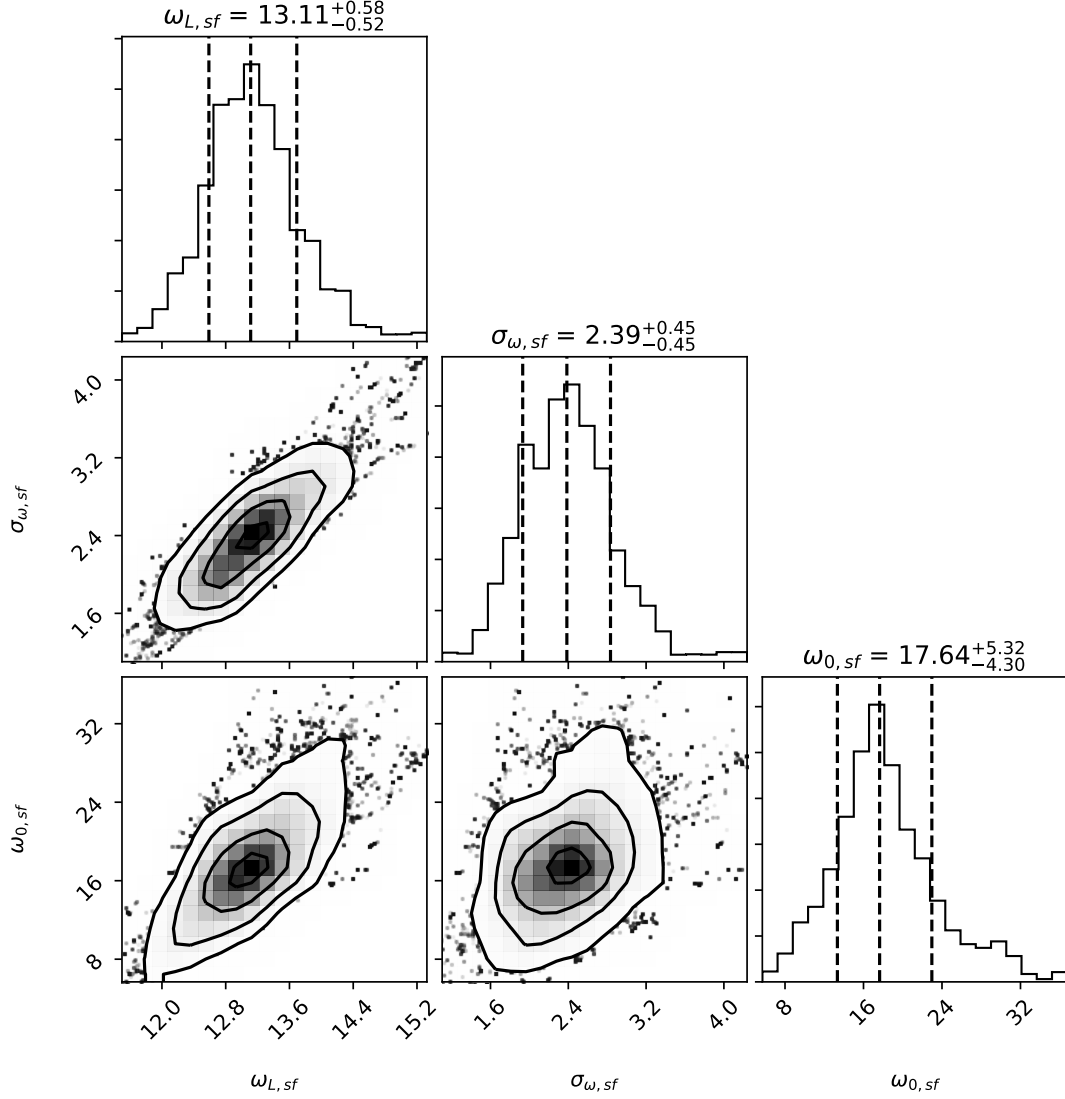 ω_{L, sf} = 13.11^{+0.58}_{−0.52}
σ_{ω, sf} = 2.39^{+0.45}_{−0.45}
4.0
3.2
2.4
1.6
σ_{ω, sf}
ω_{0, sf} = 17.64^{+5.32}_{−4.30}
32
24
16
8
ω_{0, sf}
12.0 12.8 13.6 14.4 15.2
1.6 2.4 3.2 4.0
8 16 24 32
ω_{L, sf}
σ_{ω, sf}
ω_{0, sf}